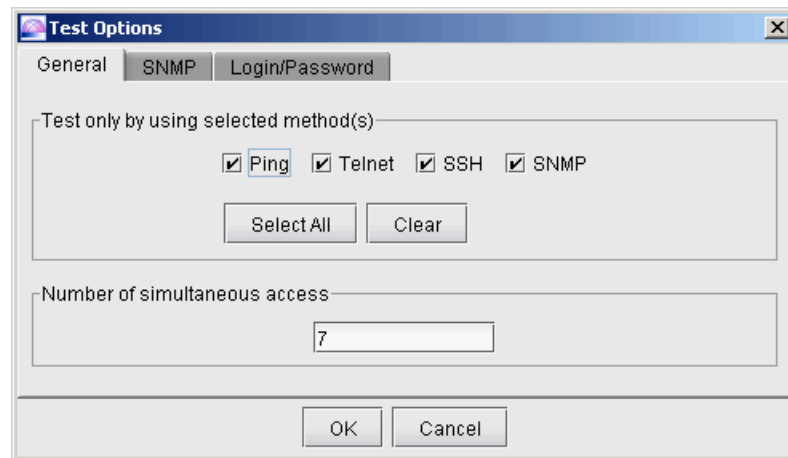 Test Options
General SNMP Login/Password
Test only by using selected method(s)
Ping Telnet SSH SNMP
Select All Clear
Number of simultaneous access
7
OK Cancel